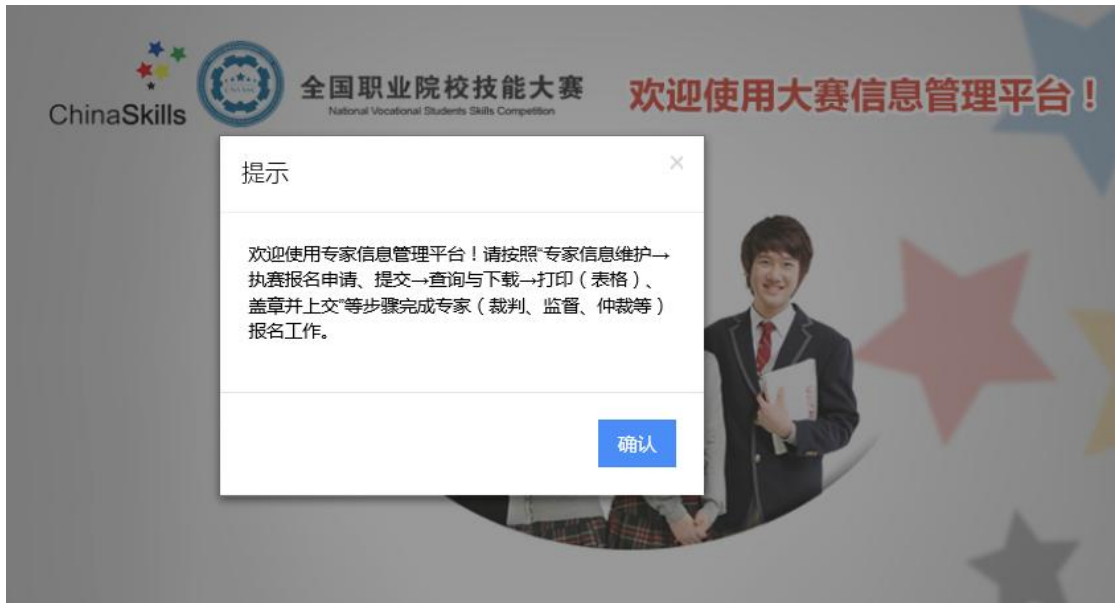 ChinaSkills
全国职业院校技能大赛
National Vocational Students Skills Competition
欢迎使用大赛信息管理平台！
提示
×
欢迎使用专家信息管理平台！请按照“专家信息维护→
执赛报名申请、提交→查询与下载→打印（表格）、
盖章并上交”等步骤完成专家（裁判、监督、仲裁等）
报名工作。
确认